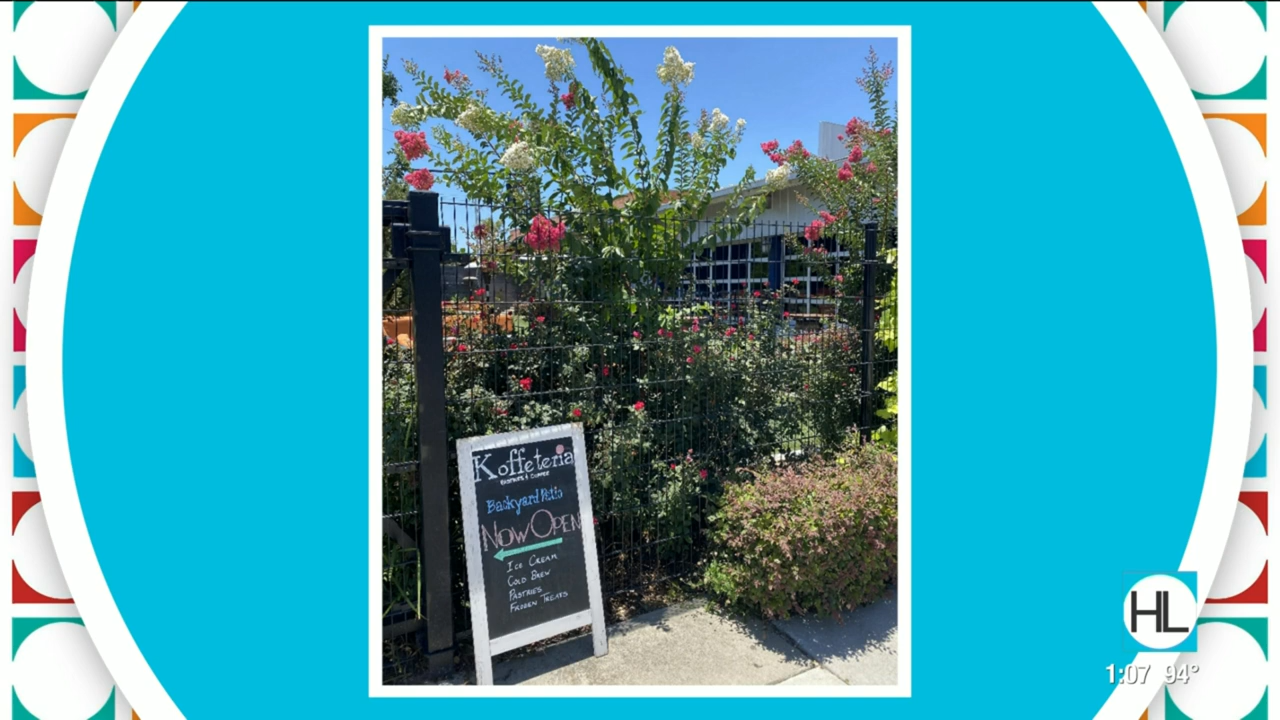 Koffeteria
Backyard Patio
NOW OPEN
ICE CREAM
COLD BREW
PASTRIES
FROZEN TREATS
HL
1:07 94°